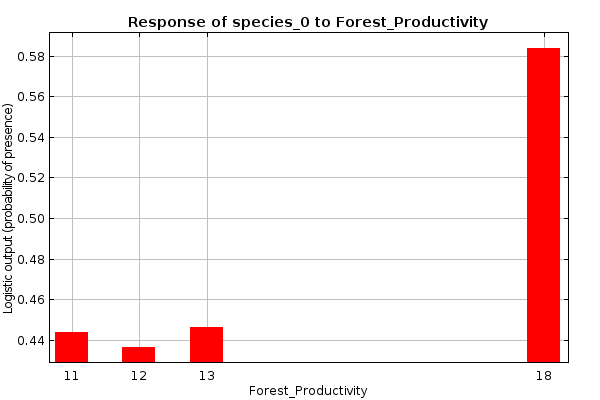 Response of species_0 to Forest_Productivity
Logistic output (probability of presence)
0.58
0.56
0.54
0.52
0.50
0.48
0.46
0.44
11 12 13 18
Forest_Productivity